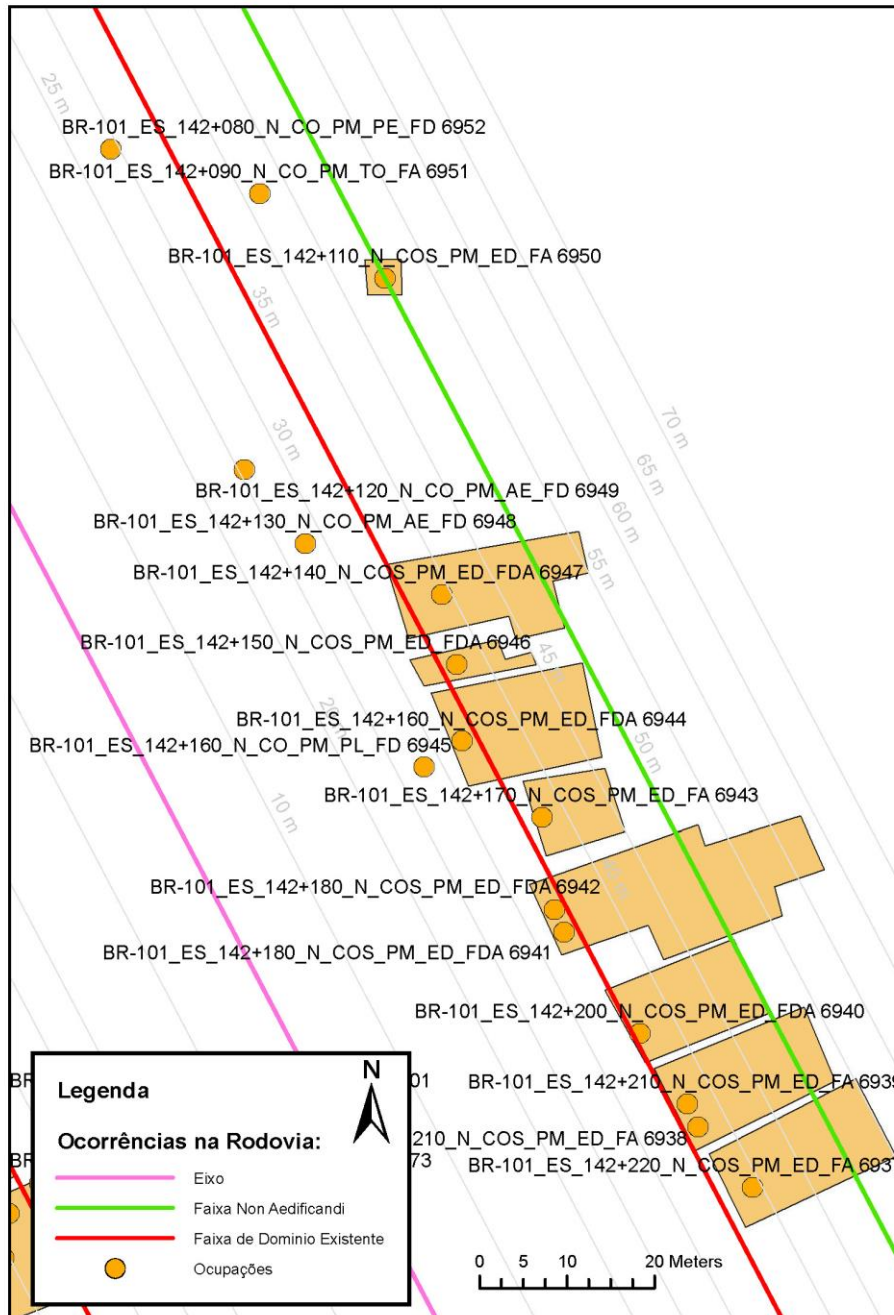 25 m
BR-101_ES_142+080_N_CO_PM_PE_FD 6952
BR-101_ES_142+090_N_CO_PM_TO_FA 6951
BR-101_ES_142+110_N_COS_PM_ED_FA 6950
35 m
70 m
30 m
65 m
BR-101_ES_142+120_N_CO_PM_AE_FD 6949
BR-101_ES_142+130_N_CO_PM_AE_FD 6948
60 m
55 m
BR-101_ES_142+140_N_COS_PM_ED_FDA 6947
BR-101_ES_142+150_N_COS_PM_ED_FDA 6946
45 m
20 m
BR-101_ES_142+160_N_COS_PM_ED_FDA 6944
BR-101_ES_142+160_N_CO_PM_PL_FD 6945
50 m
BR-101_ES_142+170_N_COS_PM_ED_FA 6943
10 m
BR-101_ES_142+180_N_COS_PM_ED_FDA 6942
BR-101_ES_142+180_N_COS_PM_ED_FDA 6941
BR-101_ES_142+200_N_COS_PM_ED_FDA 6940
01
BR-101_ES_142+210_N_COS_PM_ED_FA 6939
210_N_COS_PM_ED_FA 6938
73
BR-101_ES_142+220_N_COS_PM_ED_FA 6937
N
Legenda
Ocorrências na Rodovia:
Eixo
Faixa Non Aedificandi
Faixa de Dominio Existente
Ocupações
0 5 10 20 Meters